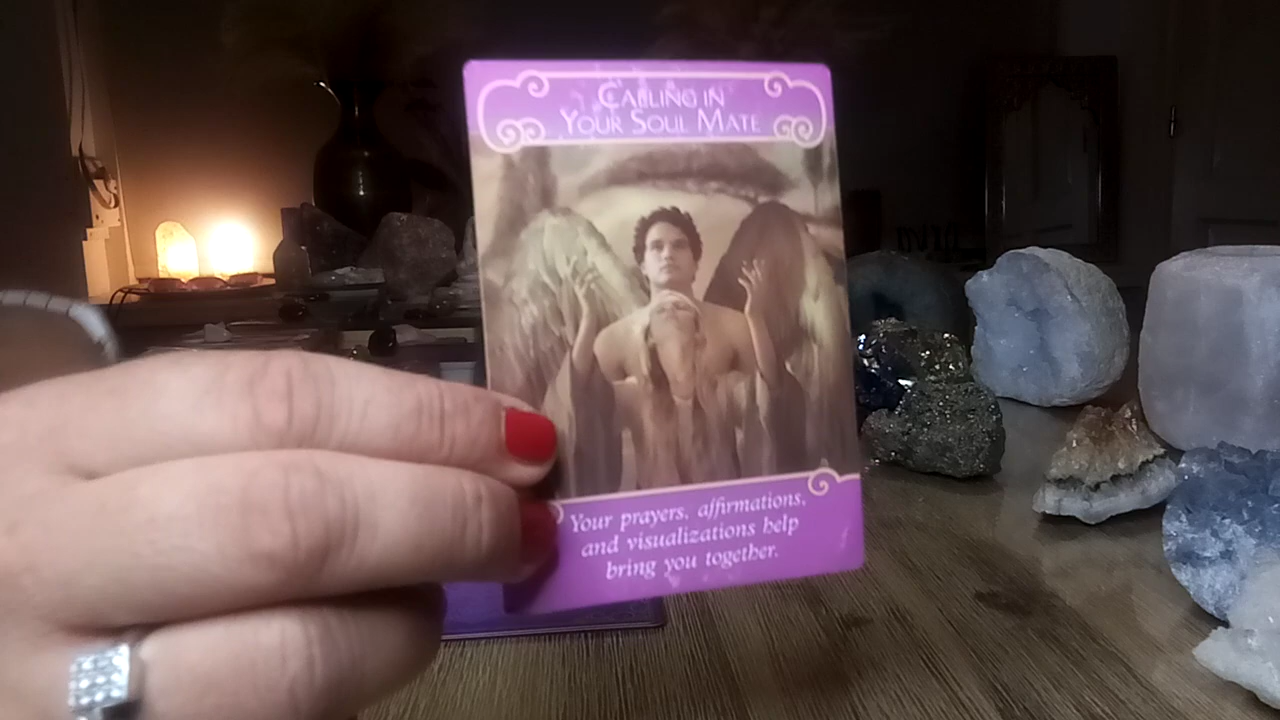 CALLING IN
YOUR SOUL MATE
Your prayers, affirmations,
and visualizations help
bring you together.